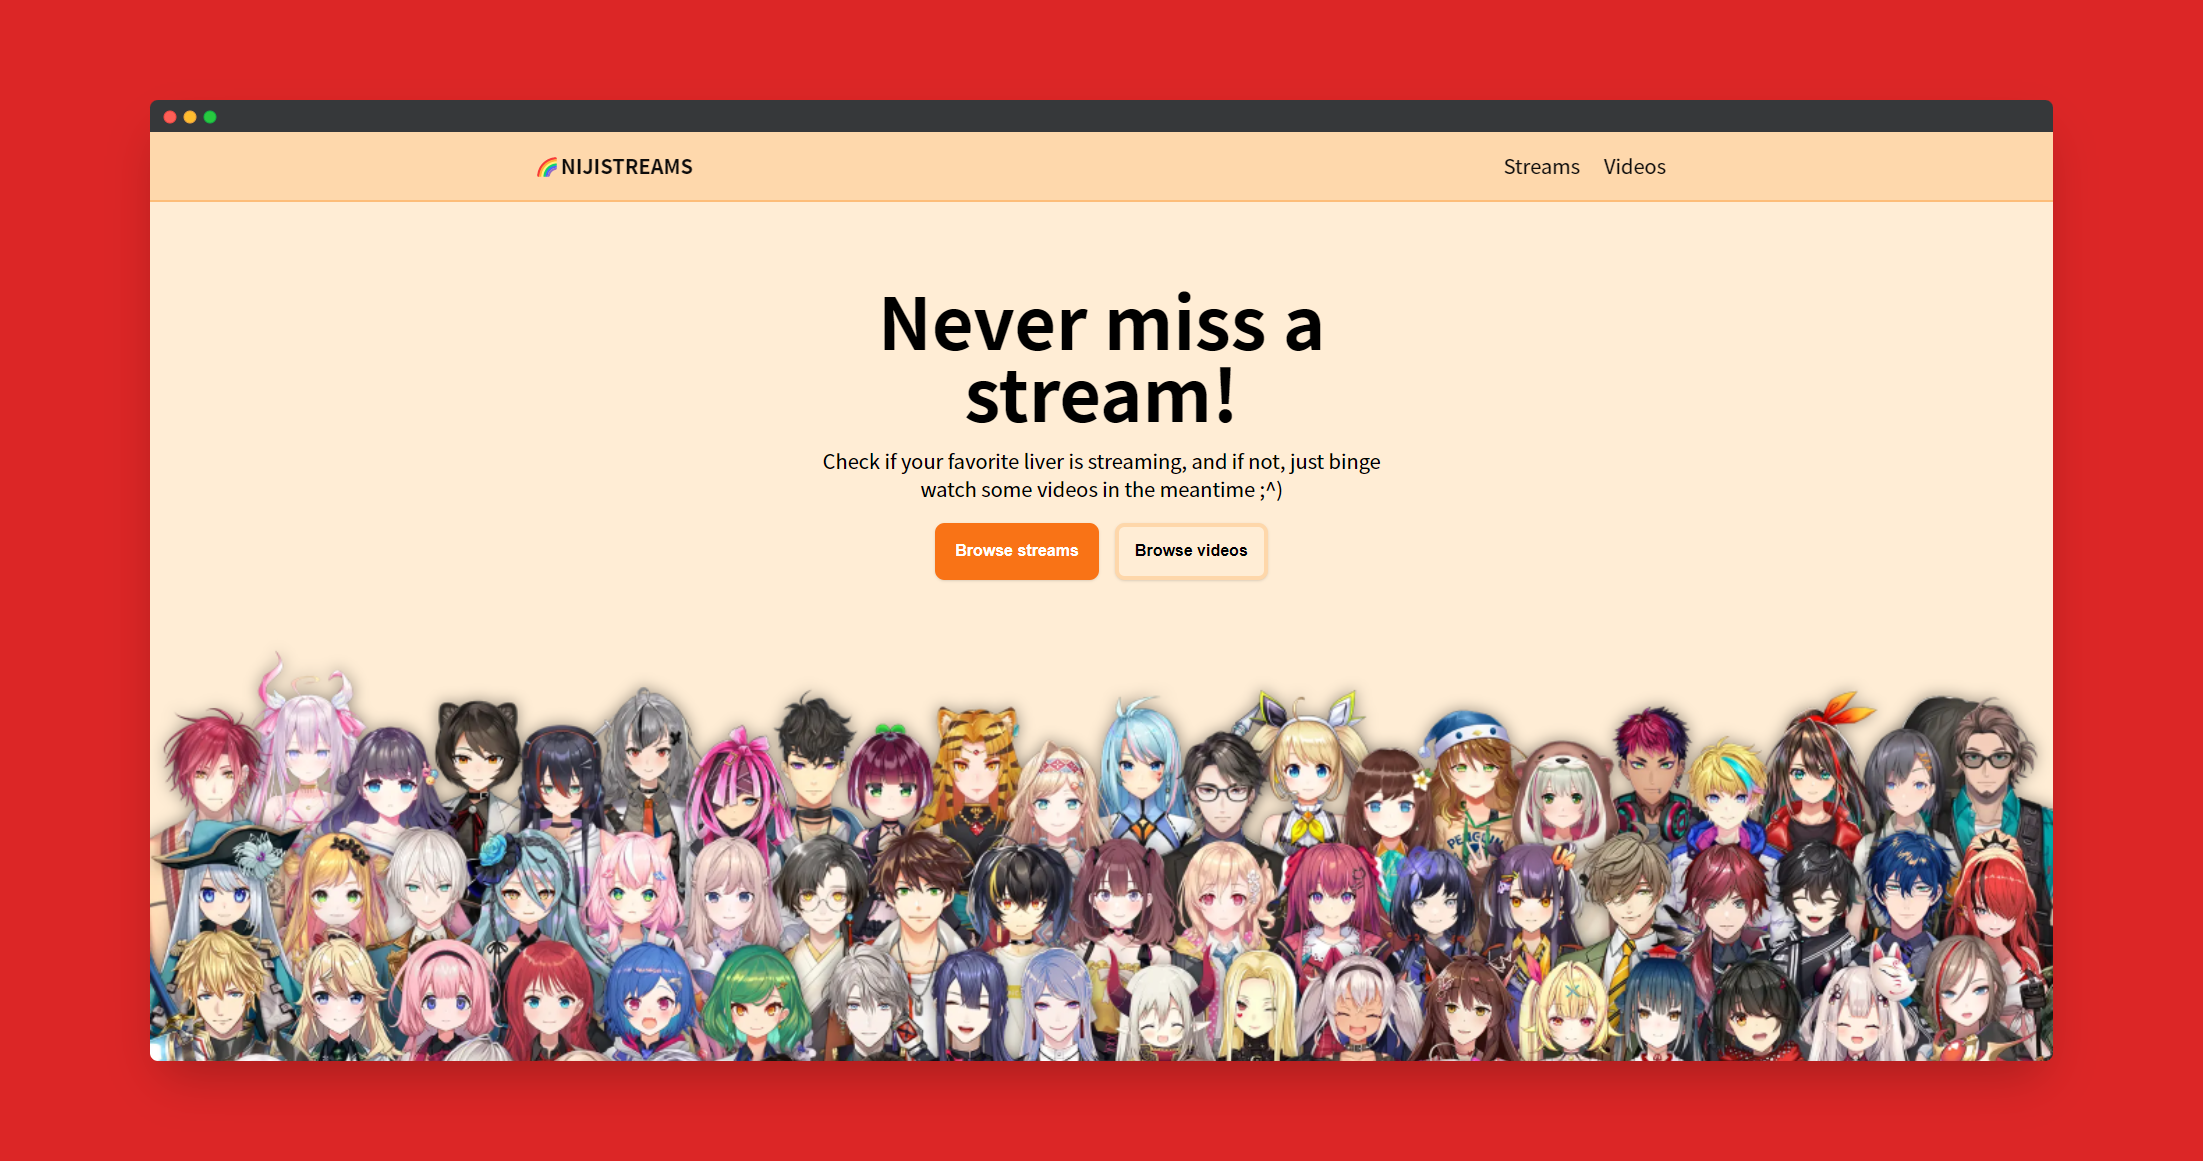 🌈NIJISTREAMS
Streams Videos
Never miss a
stream!
Check if your favorite liver is streaming, and if not, just binge
watch some videos in the meantime ;^)
Browse streams Browse videos